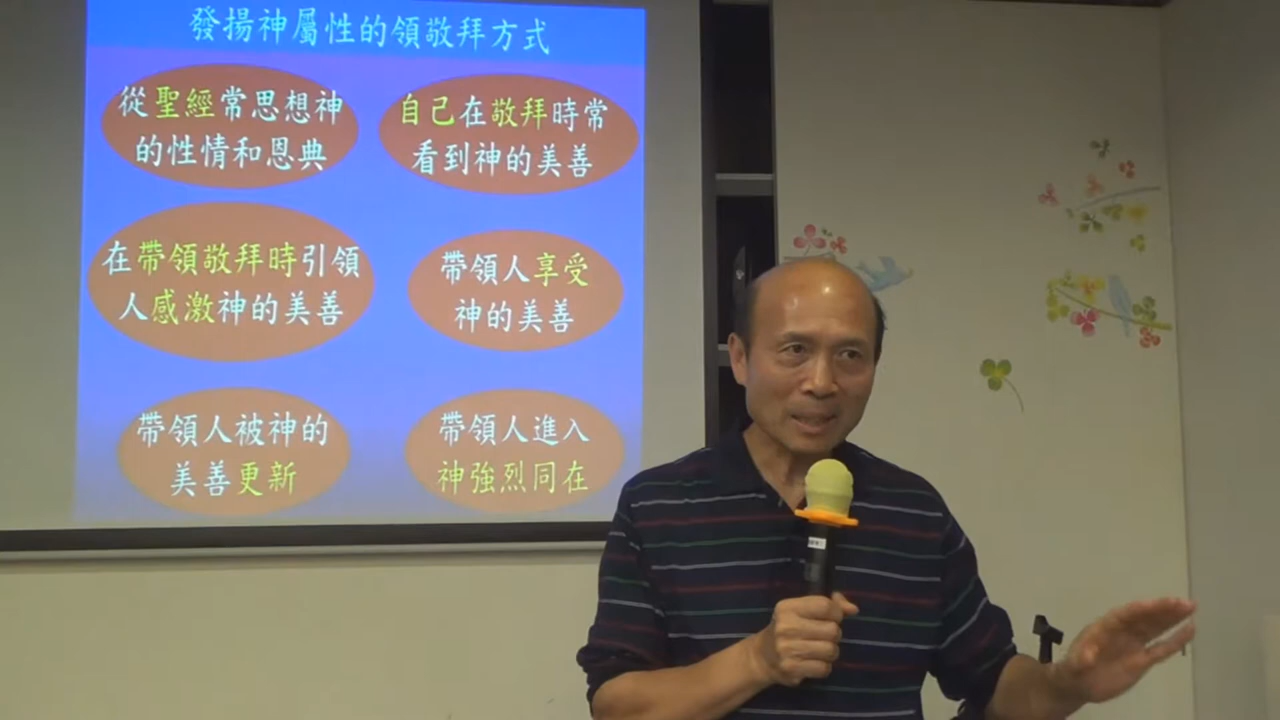 發揚神屬性的領敬拜方式
從聖經常思想神
的性情和恩典
自己在敬拜時常
看到神的美善
在帶領敬拜時引領
人感激神的美善
帶領人享受
神的美善
帶領人被神的
美善更新
帶領人進入
神強烈同在